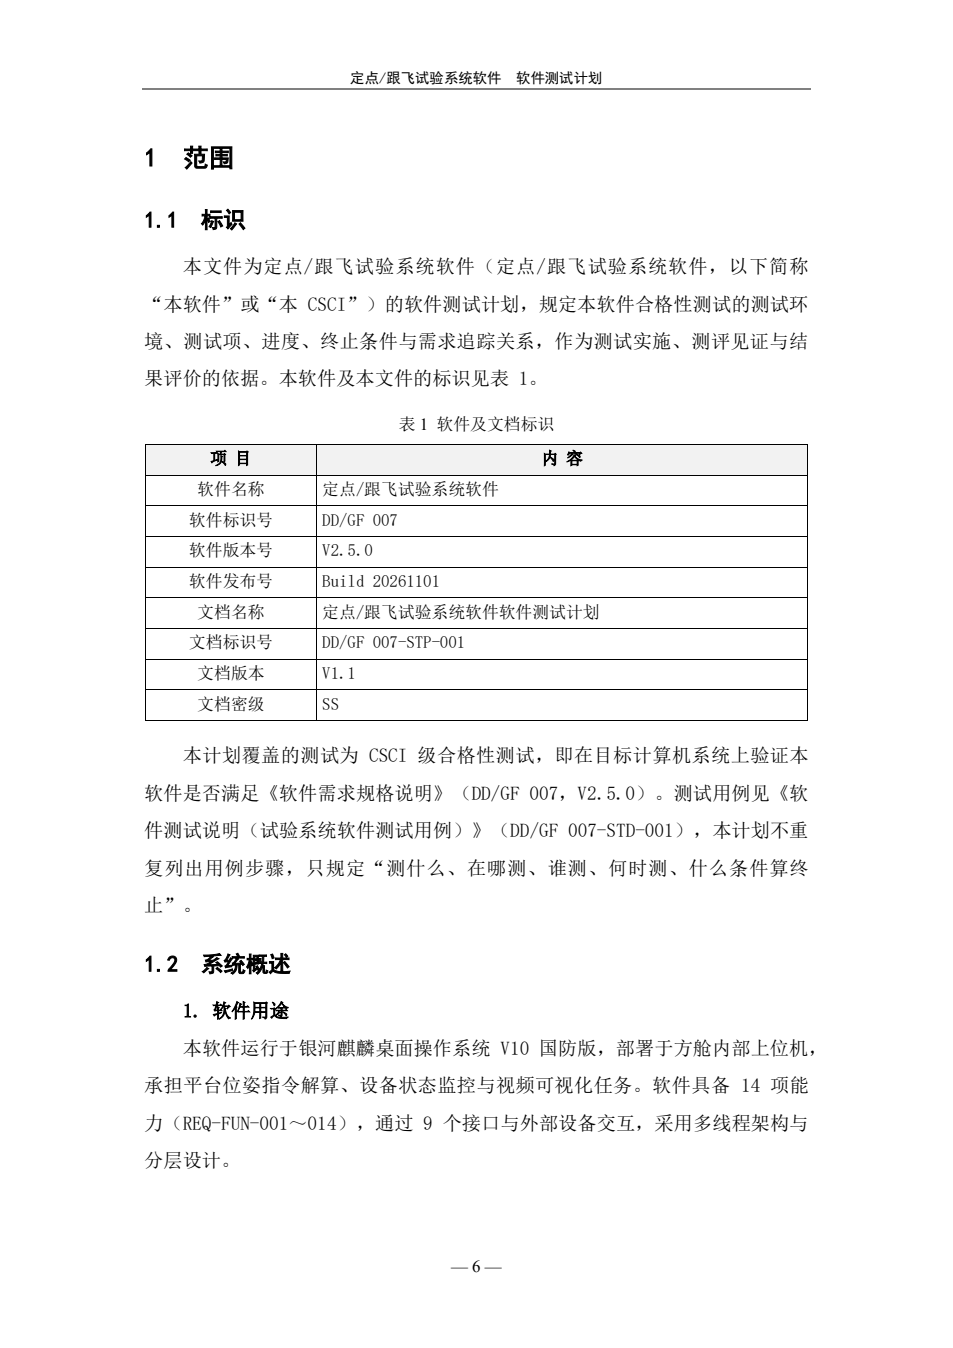 定点/跟飞试验系统软件　软件测试计划
1　范围
1.1　标识
本文件为定点/跟飞试验系统软件（定点/跟飞试验系统软件，以下简称
“本软件”或“本 CSCI”）的软件测试计划，规定本软件合格性测试的测试环
境、测试项、进度、终止条件与需求追踪关系，作为测试实施、测评见证与结
果评价的依据。本软件及本文件的标识见表 1。
表 1 软件及文档标识
项 目　内 容
软件名称　定点/跟飞试验系统软件
软件标识号　DD/GF 007
软件版本号　V2.5.0
软件发布号　Build 20261101
文档名称　定点/跟飞试验系统软件软件测试计划
文档标识号　DD/GF 007-STP-001
文档版本　V1.1
文档密级　SS
本计划覆盖的测试为 CSCI 级合格性测试，即在目标计算机系统上验证本
软件是否满足《软件需求规格说明》（DD/GF 007，V2.5.0）。测试用例见《软
件测试说明（试验系统软件测试用例）》（DD/GF 007-STD-001），本计划不重
复列出用例步骤，只规定“测什么、在哪测、谁测、何时测、什么条件算终
止”。
1.2　系统概述
1. 软件用途
本软件运行于银河麒麟桌面操作系统 V10 国防版，部署于方舱内部上位机，
承担平台位姿指令解算、设备状态监控与视频可视化任务。软件具备 14 项能
力（REQ-FUN-001～014），通过 9 个接口与外部设备交互，采用多线程架构与
分层设计。
— 6 —